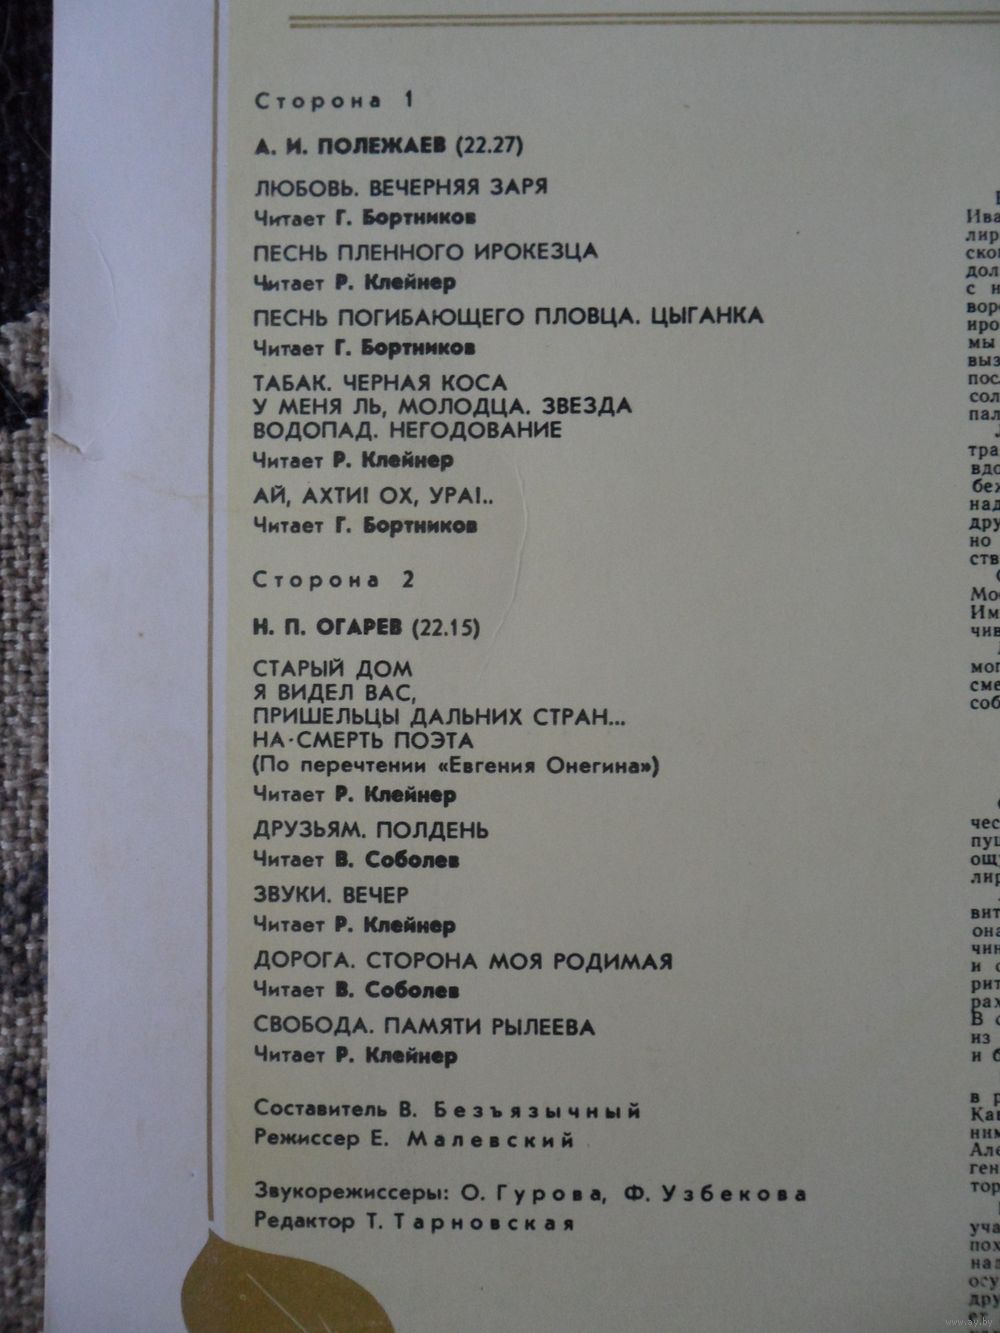 Сторона 1
А. И. ПОЛЕЖАЕВ (22.27)
ЛЮБОВЬ. ВЕЧЕРНЯЯ ЗАРЯ
Читает Г. Бортников
ПЕСНЬ ПЛЕННОГО ИРОКЕЗЦА
Читает Р. Клейнер
ПЕСНЬ ПОГИБАЮЩЕГО ПЛОВЦА. ЦЫГАНКА
Читает Г. Бортников
ТАБАК. ЧЕРНАЯ КОСА
У МЕНЯ ЛЬ, МОЛОДЦА. ЗВЕЗДА
ВОДОПАД. НЕГОДОВАНИЕ
Читает Р. Клейнер
АЙ, АХТИ! ОХ, УРА!..
Читает Г. Бортников
Сторона 2
Н. П. ОГАРЕВ (22.15)
СТАРЫЙ ДОМ
Я ВИДЕЛ ВАС,
ПРИШЕЛЬЦЫ ДАЛЬНИХ СТРАН...
НА СМЕРТЬ ПОЭТА
(По перечтении «Евгения Онегина»)
Читает Р. Клейнер
ДРУЗЬЯМ. ПОЛДЕНЬ
Читает В. Соболев
ЗВУКИ. ВЕЧЕР
Читает Р. Клейнер
ДОРОГА. СТОРОНА МОЯ РОДИМАЯ
Читает В. Соболев
СВОБОДА. ПАМЯТИ РЫЛЕЕВА
Читает Р. Клейнер
Составитель В. Безъязычный
Режиссер Е. Малевский
Звукорежиссеры: О. Гурова, Ф. Узбекова
Редактор Т. Тарновская
www.ay.by